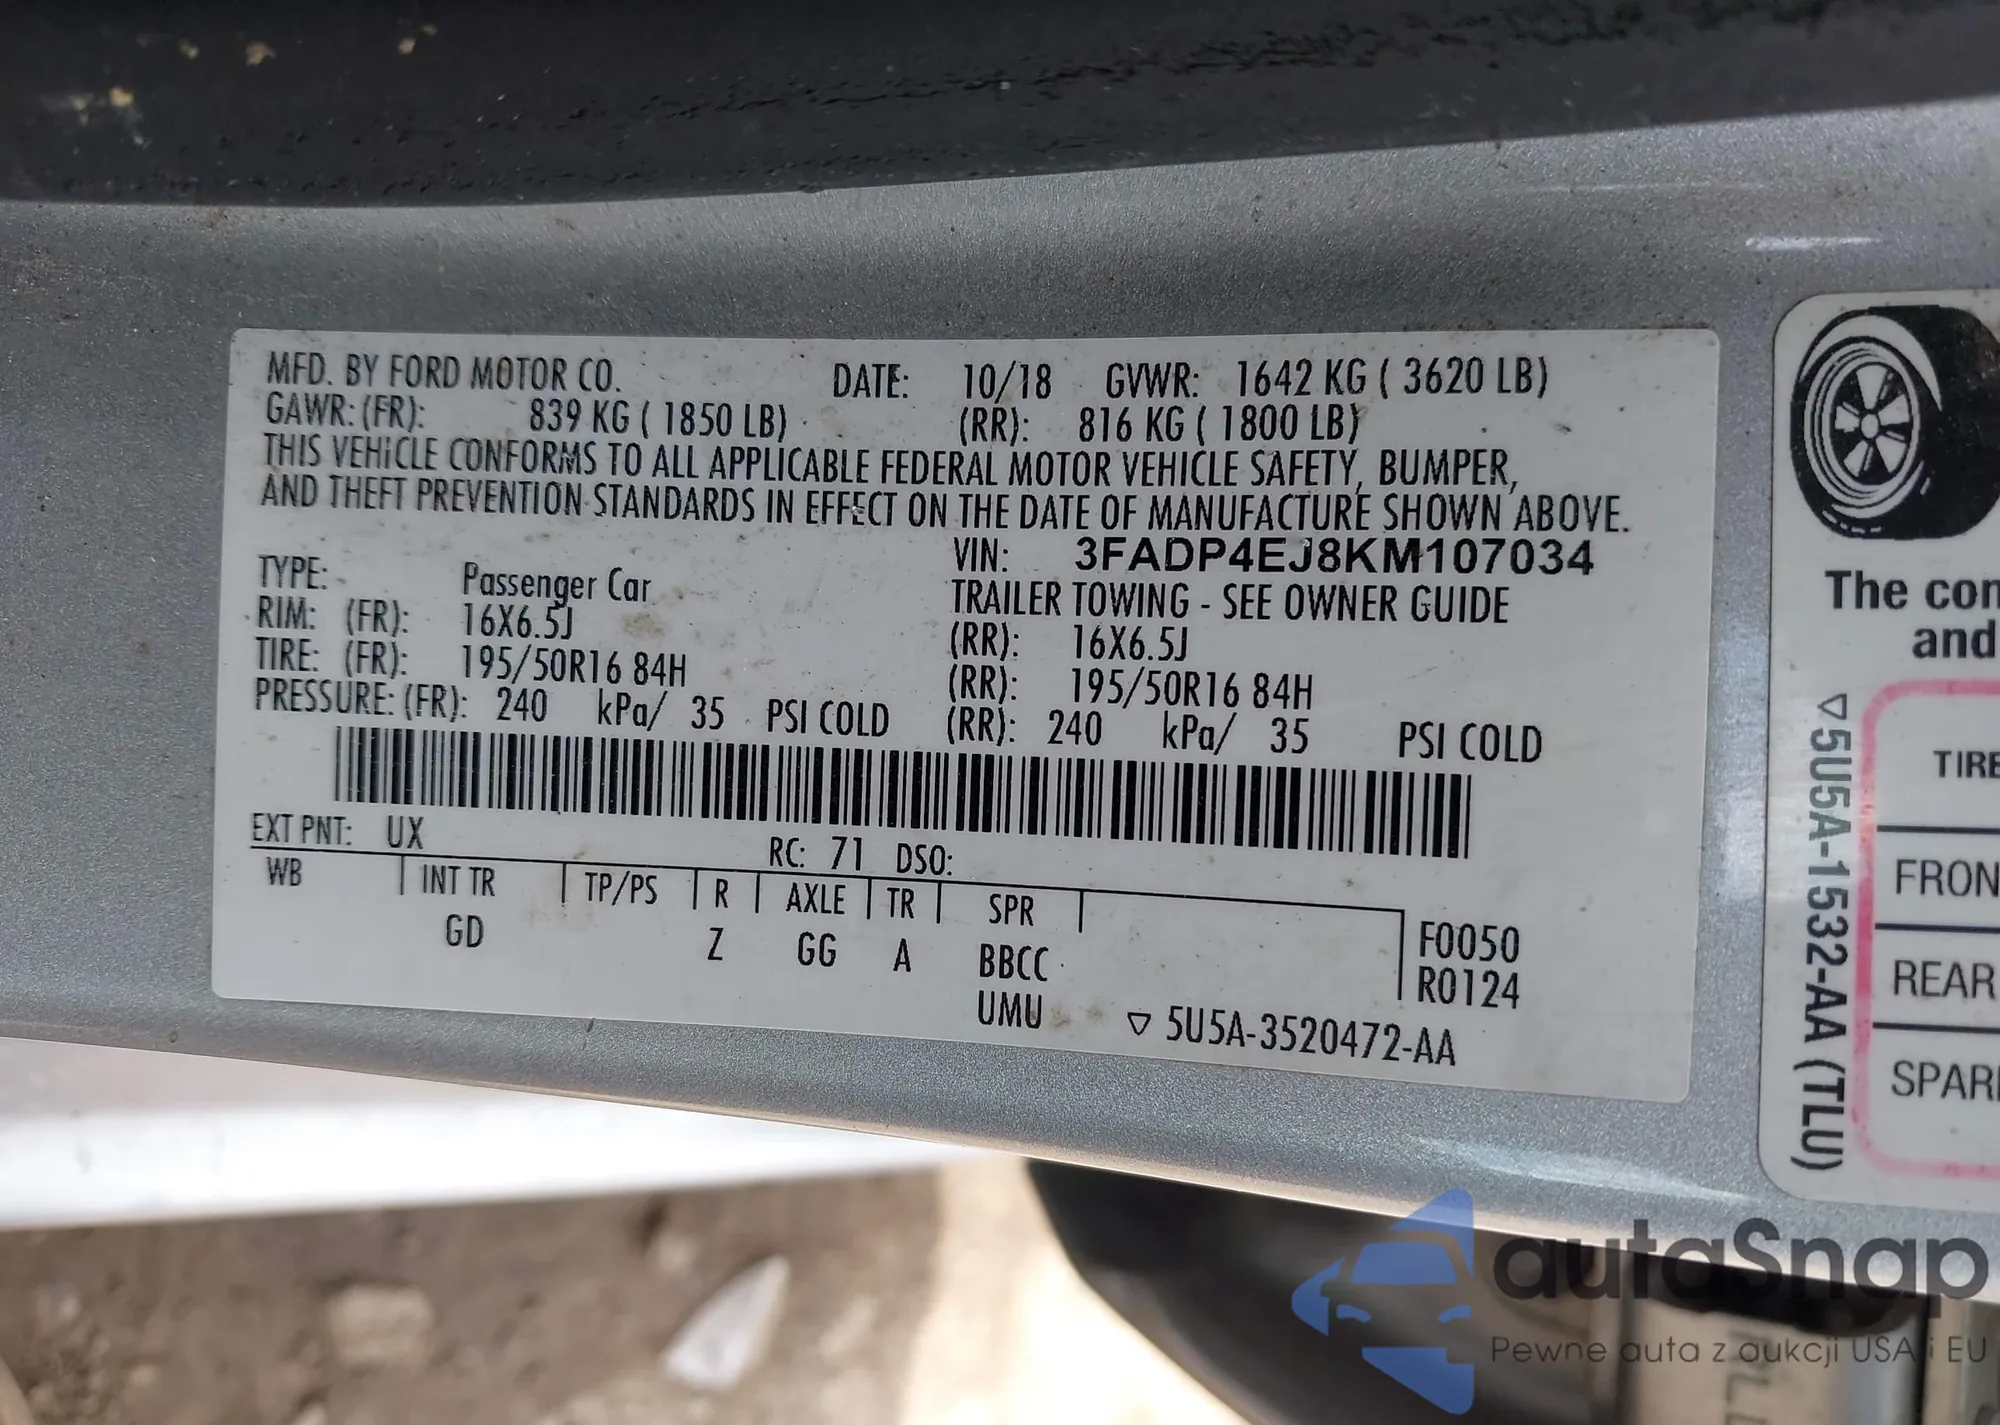 MFD. BY FORD MOTOR CO. DATE: 10/18 GVWR: 1642 KG ( 3620 LB)
GAWR: (FR): 839 KG ( 1850 LB) (RR): 816 KG ( 1800 LB)
THIS VEHICLE CONFORMS TO ALL APPLICABLE FEDERAL MOTOR VEHICLE SAFETY, BUMPER,
AND THEFT PREVENTION STANDARDS IN EFFECT ON THE DATE OF MANUFACTURE SHOWN ABOVE.
VIN: 3FADP4EJ8KM107034
TYPE: Passenger Car TRAILER TOWING - SEE OWNER GUIDE
RIM: (FR): 16X6.5J (RR): 16X6.5J
TIRE: (FR): 195/50R16 84H (RR): 195/50R16 84H
PRESSURE: (FR): 240 kPa/ 35 PSI COLD (RR): 240 kPa/ 35 PSI COLD
EXT PNT: UX RC: 71 DSO:
WB INT TR TP/PS R AXLE TR SPR
GD Z GG A BBCC
UMU
F0050
R0124
▽ 5U5A-3520472-AA
The con
and
▽5U5A-1532-AA (TLU)
TIRE
FRON
REAR
SPAR
autoSnap
Pewne auta z aukcji USA i EU